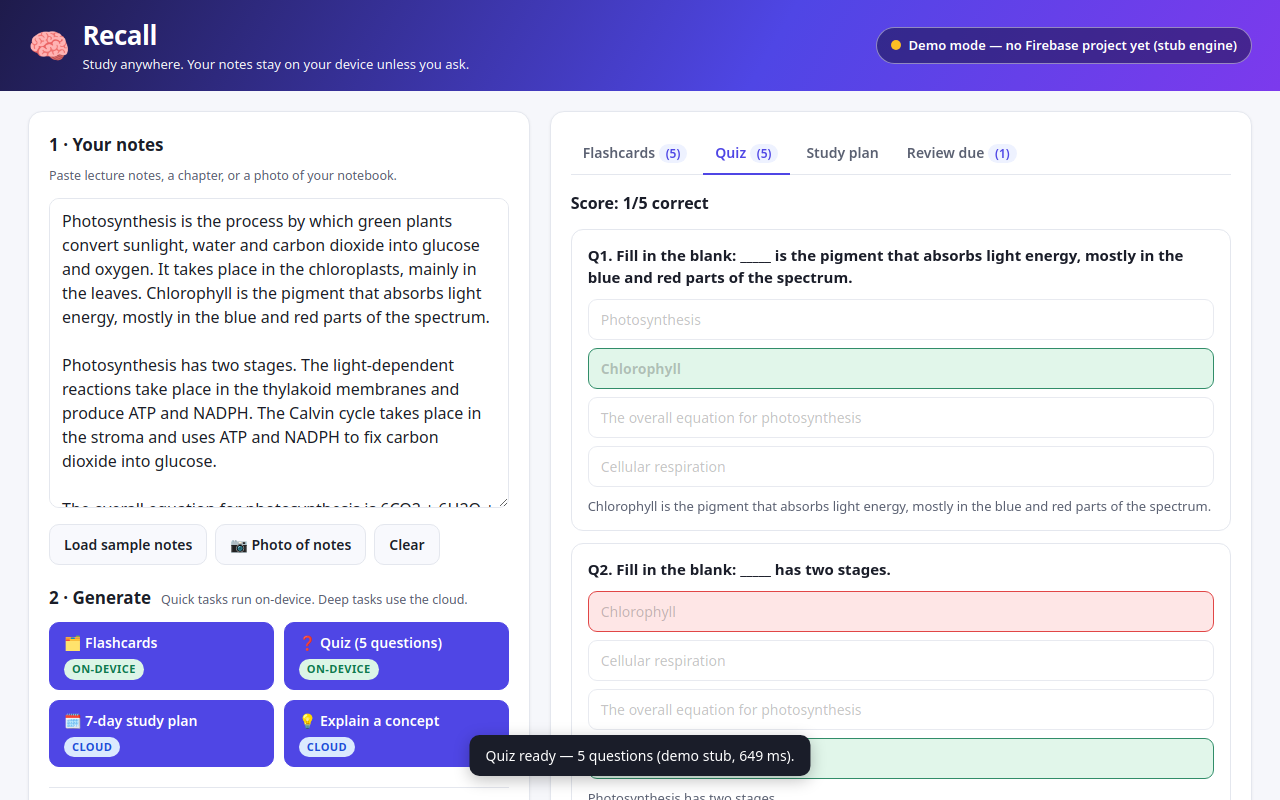 Recall
Study anywhere. Your notes stay on your device unless you ask.
Demo mode — no Firebase project yet (stub engine)
1 · Your notes
Paste lecture notes, a chapter, or a photo of your notebook.
Photosynthesis is the process by which green plants
convert sunlight, water and carbon dioxide into glucose
and oxygen. It takes place in the chloroplasts, mainly in
the leaves. Chlorophyll is the pigment that absorbs light
energy, mostly in the blue and red parts of the spectrum.
Photosynthesis has two stages. The light-dependent
reactions take place in the thylakoid membranes and
produce ATP and NADPH. The Calvin cycle takes place in
the stroma and uses ATP and NADPH to fix carbon
dioxide into glucose.
The overall equation for photosynthesis is 6CO2 + 6H2O +
Load sample notes
📷 Photo of notes
Clear
2 · Generate
Quick tasks run on-device. Deep tasks use the cloud.
🗂️ Flashcards
ON-DEVICE
❓ Quiz (5 questions)
ON-DEVICE
🗓️ 7-day study plan
CLOUD
💡 Explain a concept
CLOUD
Flashcards (5)
Quiz (5)
Study plan
Review due (1)
Score: 1/5 correct
Q1. Fill in the blank: _____ is the pigment that absorbs light energy, mostly in the
blue and red parts of the spectrum.
Photosynthesis
Chlorophyll
The overall equation for photosynthesis
Cellular respiration
Chlorophyll is the pigment that absorbs light energy, mostly in the blue and red parts of the spectrum.
Q2. Fill in the blank: _____ has two stages.
Chlorophyll
Cellular respiration
The overall equation for photosynthesis
Photosynthesis has two stages.
Quiz ready — 5 questions (demo stub, 649 ms).